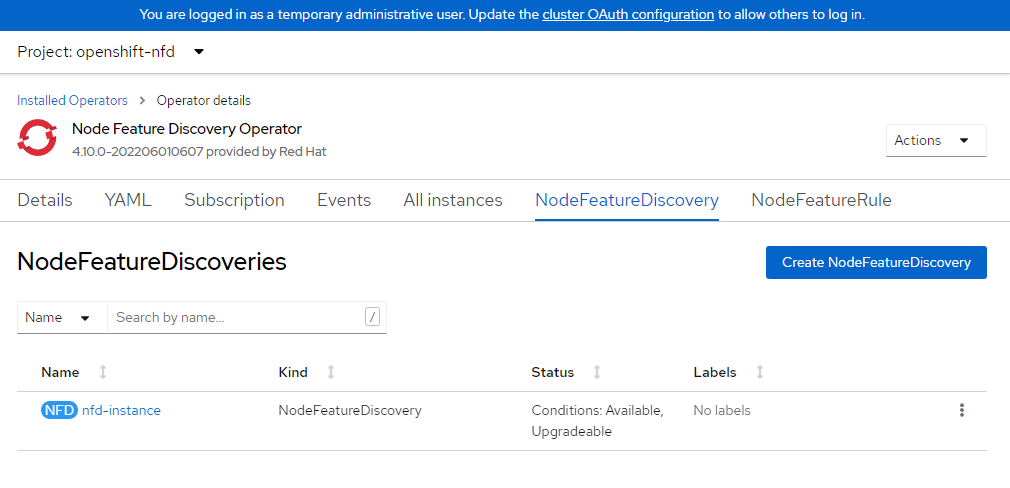 You are logged in as a temporary administrative user. Update the cluster OAuth configuration to allow others to log in.
Project: openshift-nfd
Installed Operators > Operator details
Node Feature Discovery Operator
4.10.0-202206010607 provided by Red Hat
Actions
Details YAML Subscription Events All instances NodeFeatureDiscovery NodeFeatureRule
NodeFeatureDiscoveries
Create NodeFeatureDiscovery
Name Search by name... /
Name Kind Status Labels
NFD nfd-instance NodeFeatureDiscovery Conditions: Available, No labels
Upgradeable